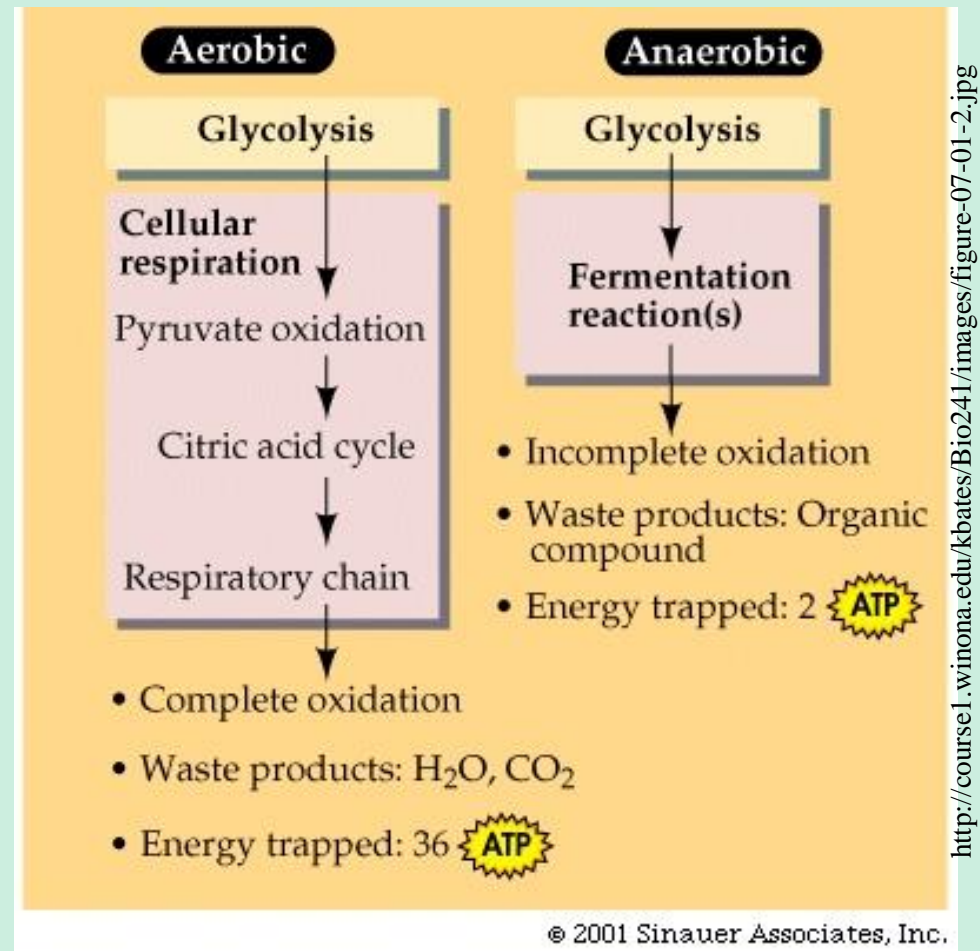 Aerobic
Glycolysis
Cellular
respiration
Pyruvate oxidation
Citric acid cycle
Respiratory chain
• Complete oxidation
• Waste products: H₂O, CO₂
• Energy trapped: 36 ATP
Anaerobic
Glycolysis
Fermentation
reaction(s)
• Incomplete oxidation
• Waste products: Organic
compound
• Energy trapped: 2 ATP
© 2001 Sinauer Associates, Inc.
http://course1.winona.edu/kbates/Bio241/images/figure-07-01-2.jpg